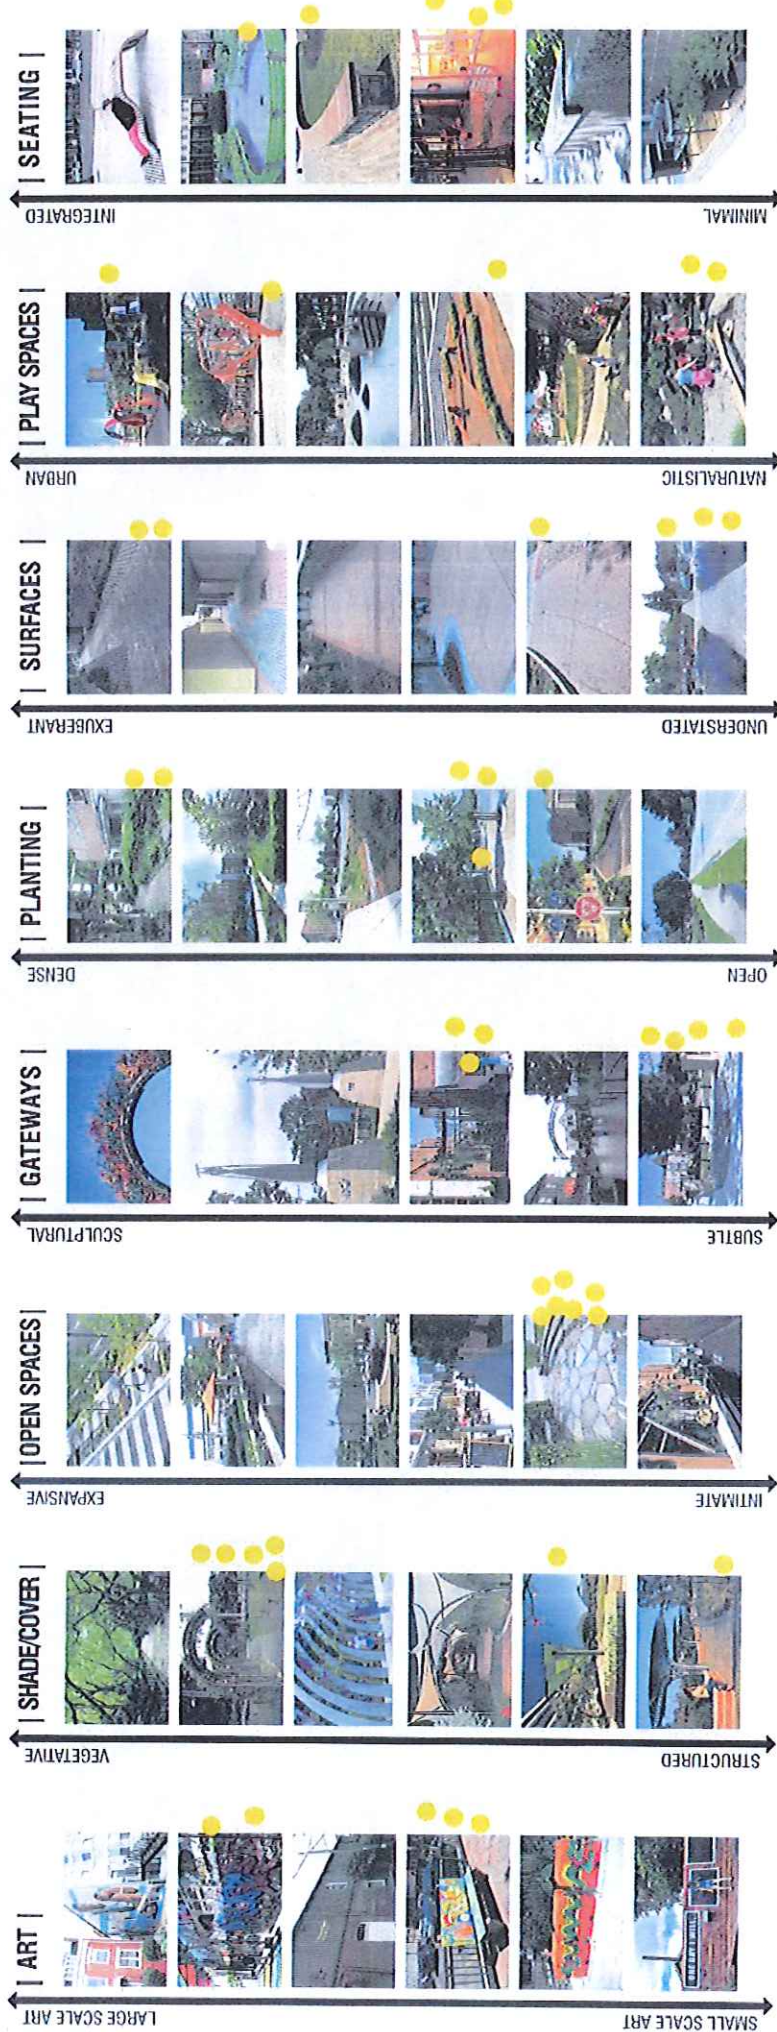 | ART |
LARGE SCALE ART
SMALL SCALE ART
| SHADE/COVER |
VEGETATIVE
STRUCTURED
| OPEN SPACES |
EXPANSIVE
INTIMATE
| GATEWAYS |
SCULPTURAL
SUBTLE
| PLANTING |
DENSE
OPEN
| SURFACES |
EXUBERANT
UNDERSTATED
| PLAY SPACES |
URBAN
NATURALISTIC
| SEATING |
INTEGRATED
MINIMAL